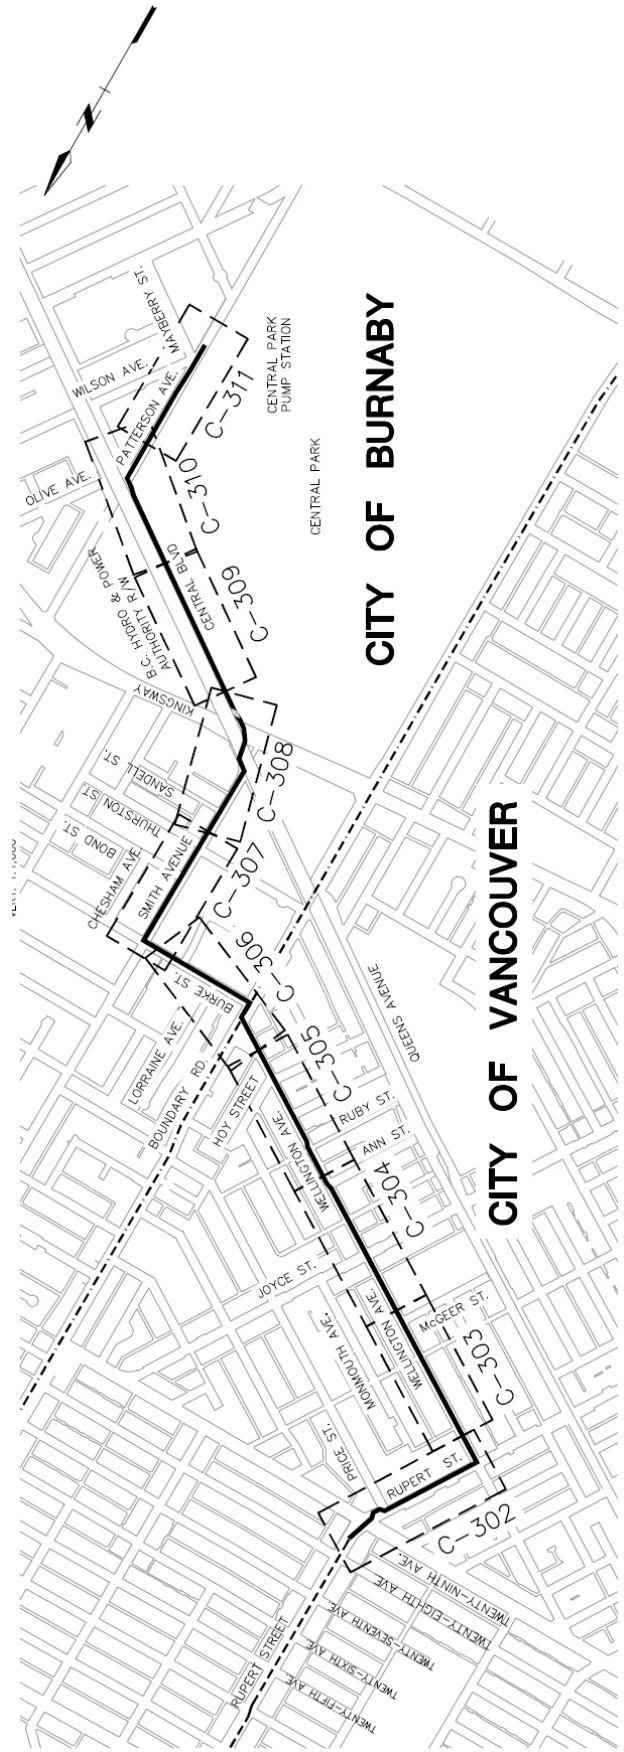 N
MAYBERRY ST.
WILSON AVE.
PATTERSON AVE.
C-311
CENTRAL PARK
PUMP STATION
OLIVE AVE.
C-310
CENTRAL PARK
CITY OF BURNABY
B.C. HYDRO & POWER
AUTHORITY R/W
CENTRAL BLVD
C-309
KINGSWAY
SANDELL ST.
THURSTON ST
BOND ST.
C-308
CHESHAM AVE.
SMITH AVENUE
C-307
CITY OF VANCOUVER
BURKE ST.
C-306
LORRAINE AVE.
BOUNDARY RD.
QUEENS AVENUE
HOY STREET
C-305
WELLINGTON AVE.
RUBY ST.
ANN ST.
C-304
JOYCE ST.
WELLINGTON AVE.
McGEER ST.
MONMOUTH AVE.
C-303
PRICE ST.
RUPERT ST.
C-302
TWENTY-NINTH AVE.
TWENTY-EIGHTH AVE.
TWENTY-SEVENTH AVE.
TWENTY-SIXTH AVE.
TWENTY-FIFTH AVE.
RUPERT STREET